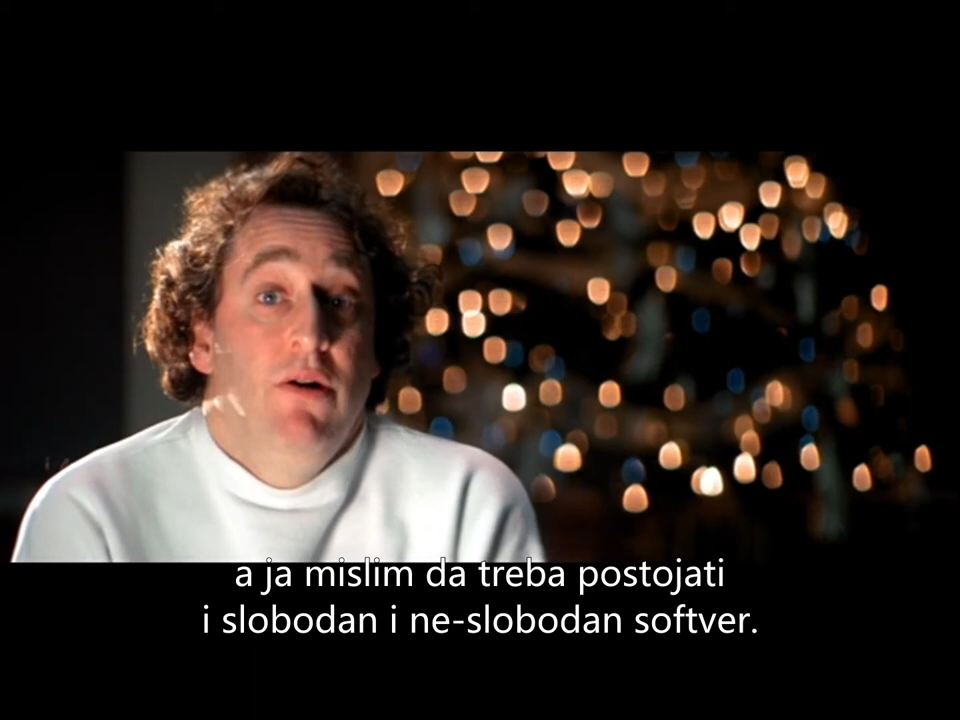 a ja mislim da treba postojati
i slobodan i ne-slobodan softver.